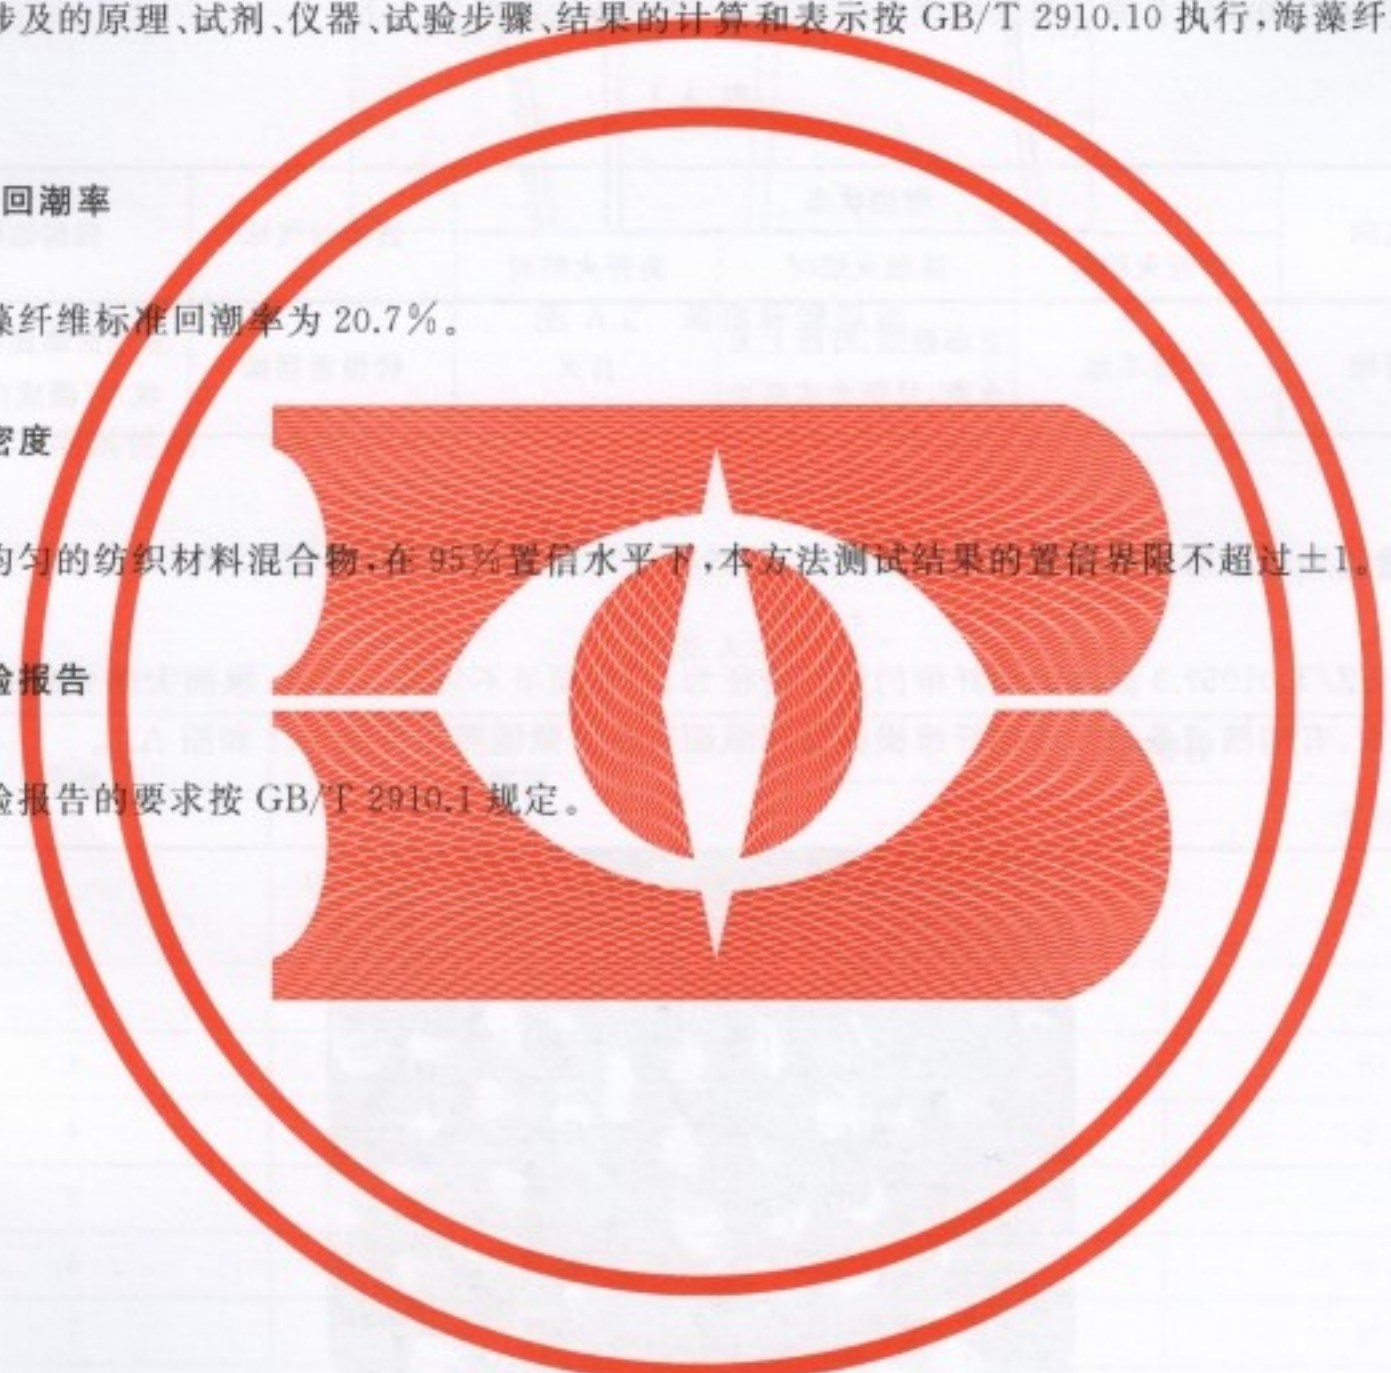 涉及的原理、试剂、仪器、试验步骤、结果的计算和表示按 GB/T 2910.10 执行,海藻纤
回潮率
藻纤维标准回潮率为 20.7%。
密度
均匀的纺织材料混合物,在 95%置信水平下,本方法测试结果的置信界限不超过±1。
验报告
验报告的要求按 GB/T 2910.1 规定。